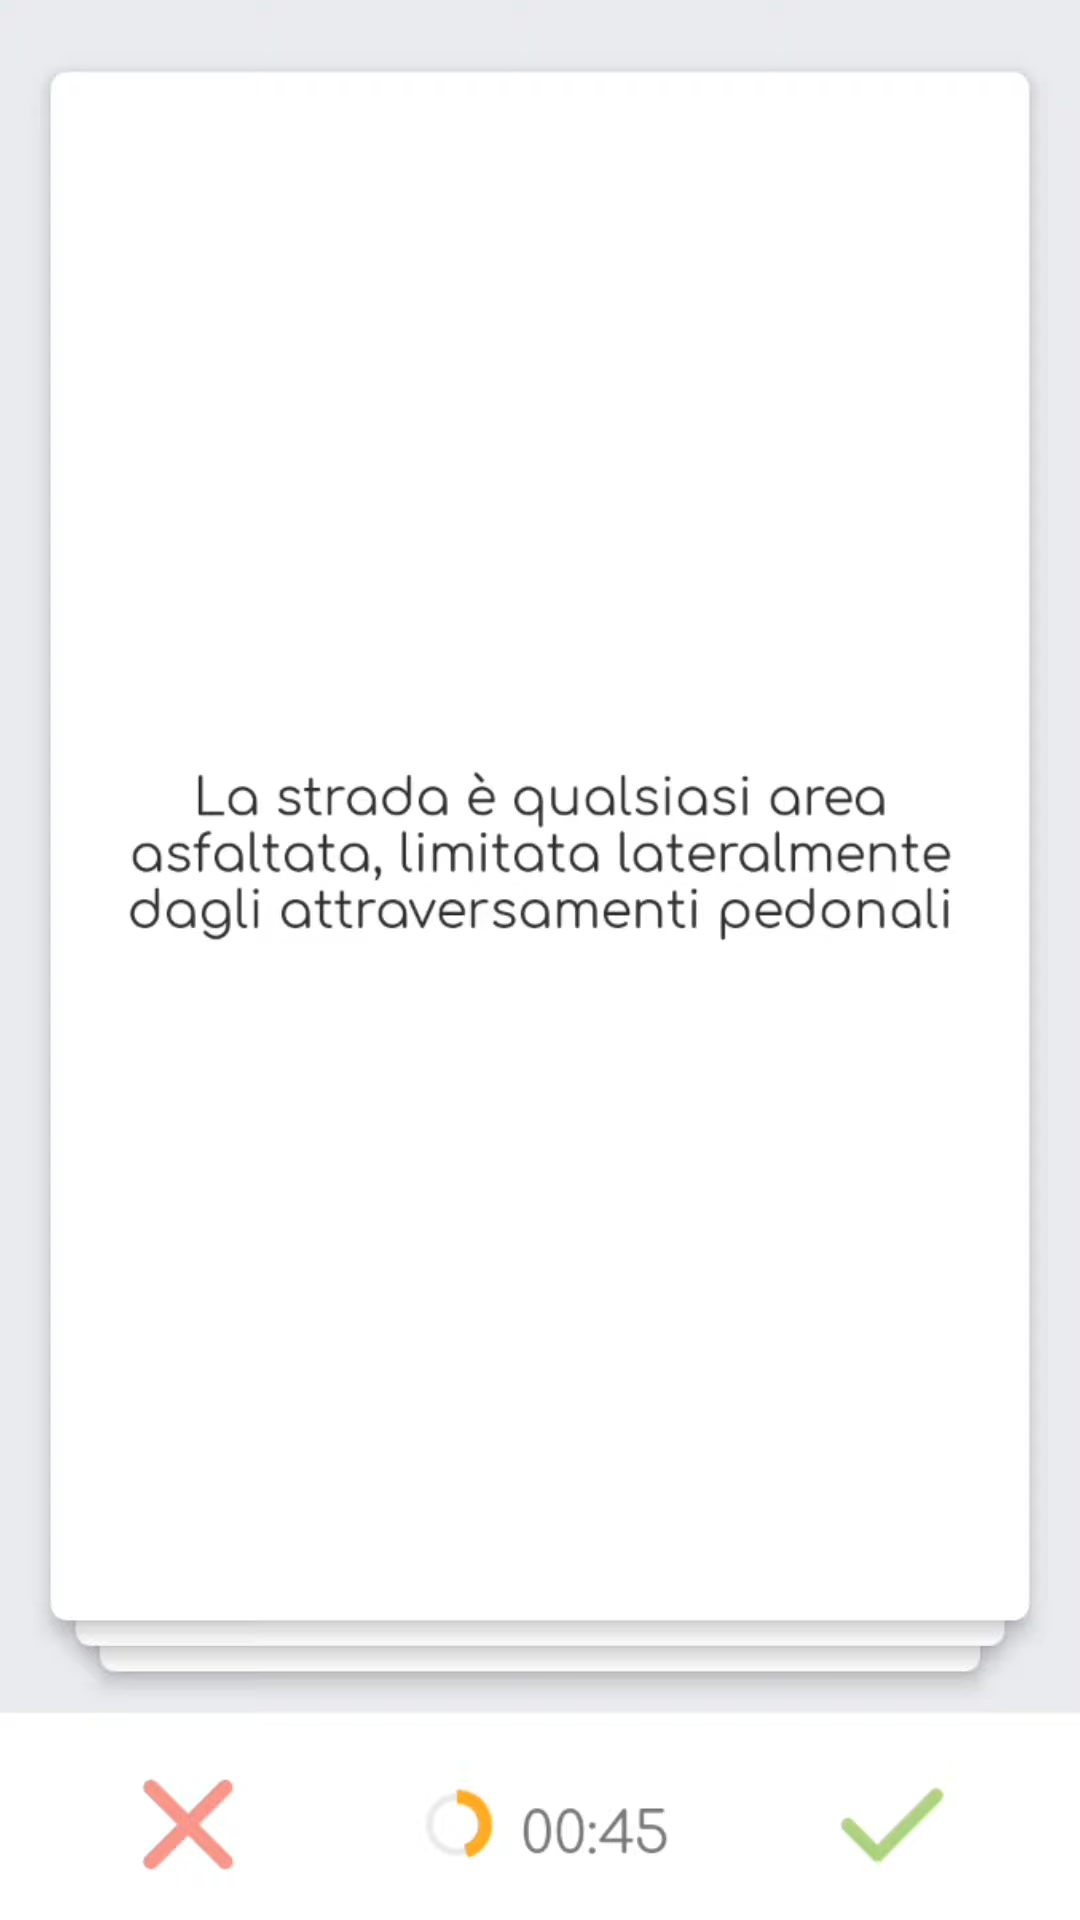 La strada è qualsiasi area
asfaltata, limitata lateralmente
dagli attraversamenti pedonali
00:45